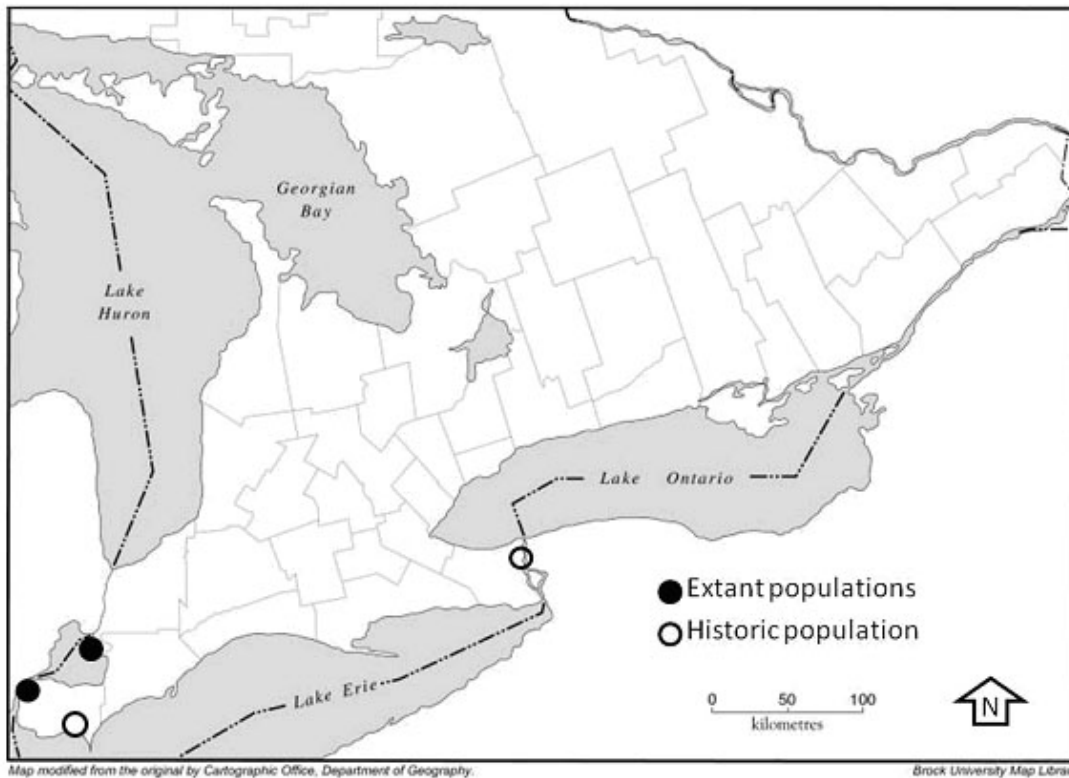 Georgian
Bay
Lake
Huron
Lake Ontario
Extant populations
Historic population
Lake Erie
0 50 100
kilometres
N
Map modified from the original by Cartographic Office, Department of Geography.
Brock University Map Librar